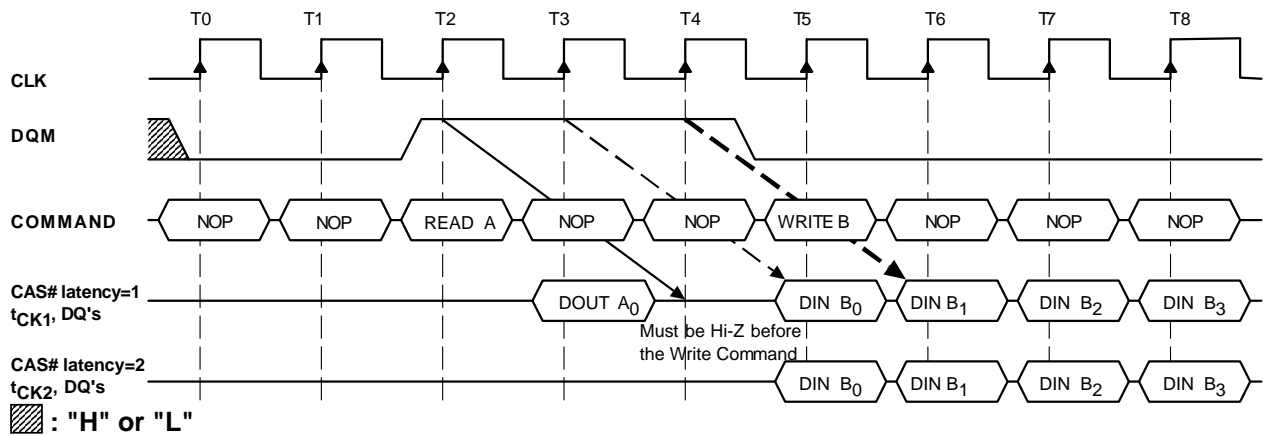 T0 T1 T2 T3 T4 T5 T6 T7 T8
CLK
DQM
COMMAND NOP NOP READ A NOP NOP WRITE B NOP NOP NOP
CAS# latency=1
tCK1, DQ's DOUT A0 DIN B0 DIN B1 DIN B2 DIN B3
Must be Hi-Z before
the Write Command
CAS# latency=2
tCK2, DQ's DIN B0 DIN B1 DIN B2 DIN B3
: "H" or "L"